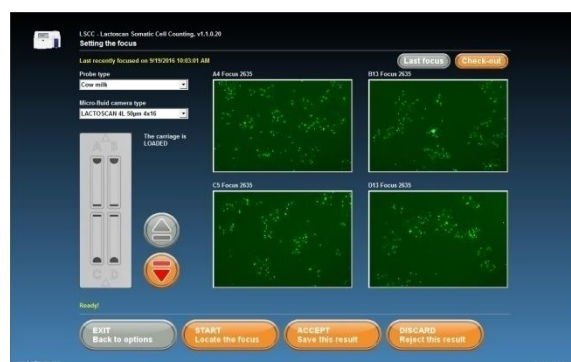 LSCC - Lactoscan Somatic Cell Counting, v1.1.0.20
Setting the focus
Last recently focused on 9/19/2016 10:03:01 AM
Last focus
Check-out
Probe type
Cow milk
Micro fluid camera type
LACTOSCAN 4L 50µm 4x16
The carriage is
LOADED
A B
C D
A4 Focus 2635
B13 Focus 2635
C5 Focus 2635
D13 Focus 2635
Ready!
EXIT
Back to options
START
Locate the focus
ACCEPT
Save this result
DISCARD
Reject this result